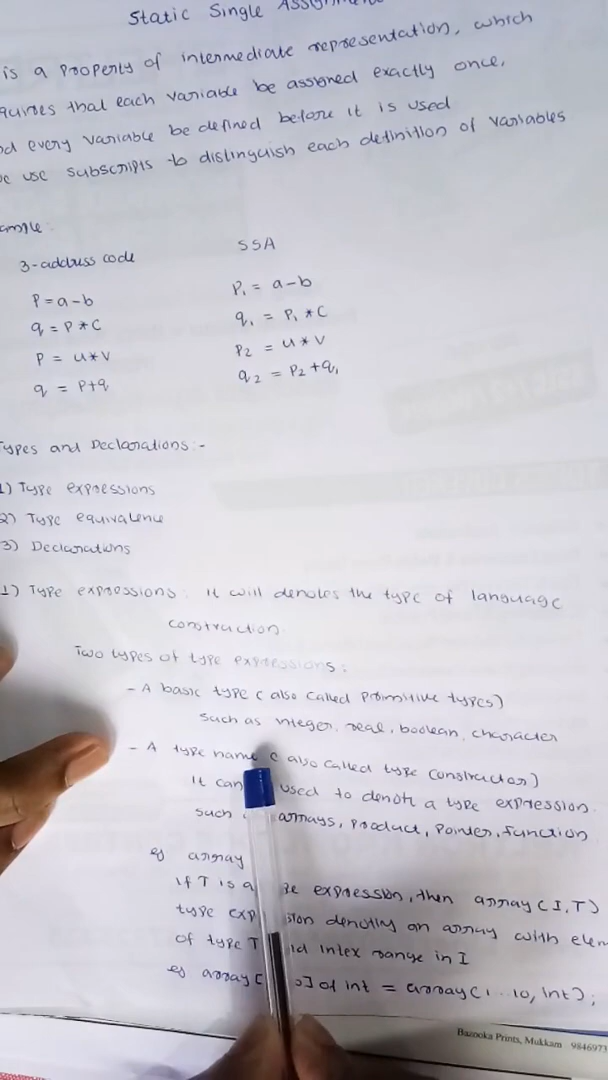 Static Single
is a property of intermediate representation, which
that each variable be assigned exactly once,
every variable be defined before it is used
use subscripts to distinguish each definition of variables
3-address code SSA
P = a-b P1 = a-b
q = P*C q1 = P1 *C
P = u*v P2 = u*v
q = P+q q2 = P2+q1
Types and Declarations :-
1) Type expressions
2) Type equivalence
3) Declarations
1) Type expressions : it will denotes the type of language
construction.
Two types of type expressions :
- A basic type ( also called primitive types)
such as integer, real, boolean, character
- A type name ( also called type constructor)
it can used to denote a type expression.
such arrays, product, pointer, function
eg array
if T is a expression, then array (I,T)
type denoting an array with
of type T index range in I
eg array [ ] of int = array (1..10, int);
Bazooka Prints, Mukkam 9846973